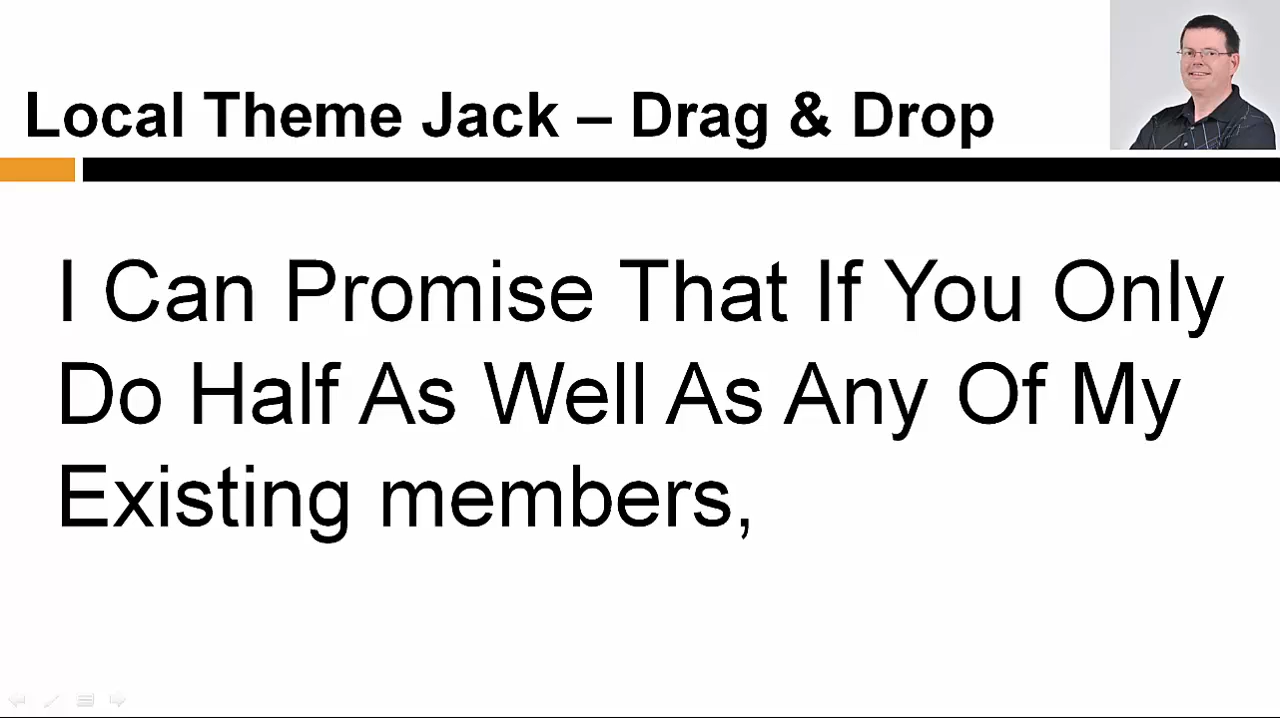 Local Theme Jack – Drag & Drop
I Can Promise That If You Only
Do Half As Well As Any Of My
Existing members,